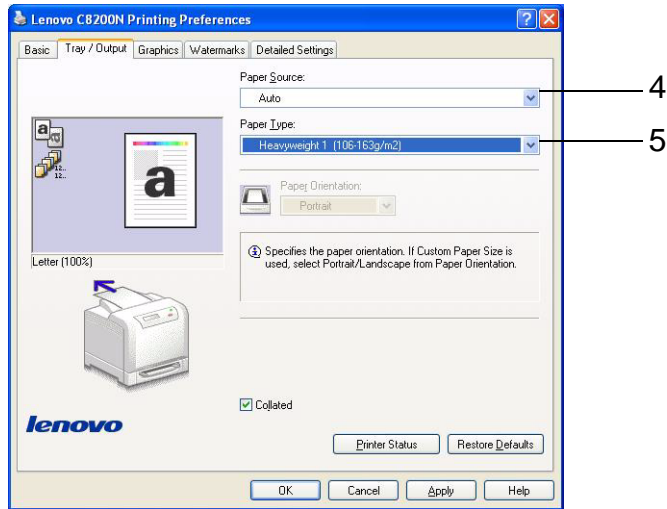 Lenovo C8200N Printing Preferences
Basic Tray / Output Graphics Watermarks Detailed Settings
Paper Source:
Auto
4
Paper Type:
Heavyweight 1 (106-163g/m2)
5
a
a
12..
12..
Paper Orientation:
Portrait
Letter (100%)
Specifies the paper orientation. If Custom Paper Size is
used, select Portrait/Landscape from Paper Orientation.
Collated
lenovo
Printer Status Restore Defaults
OK Cancel Apply Help